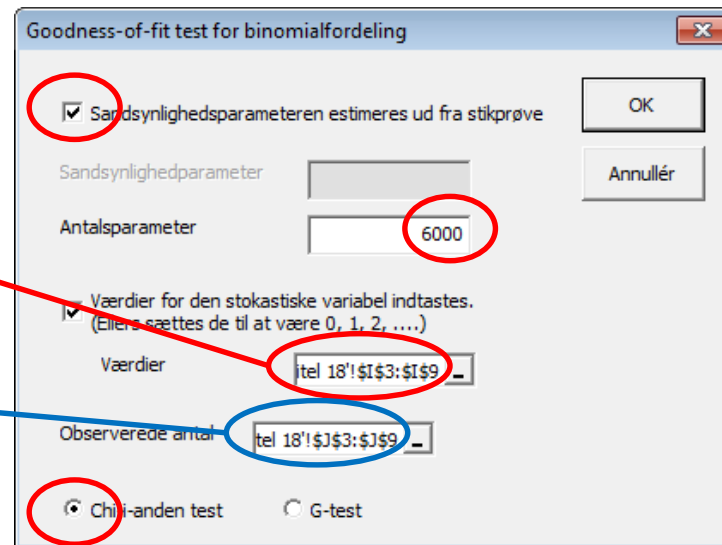 Goodness-of-fit test for binomialfordeling
Sandsynlighedsparameteren estimeres ud fra stikprøve
OK
Sandsynlighedparameter
Annullér
Antalsparameter
6000
Værdier for den stokastiske variabel indtastes.
(Ellers sættes de til at være 0, 1, 2, ....)
Værdier
itel 18'!$I$3:$I$9
Observerede antal
tel 18'!$J$3:$J$9
Chi i-anden test
G-test